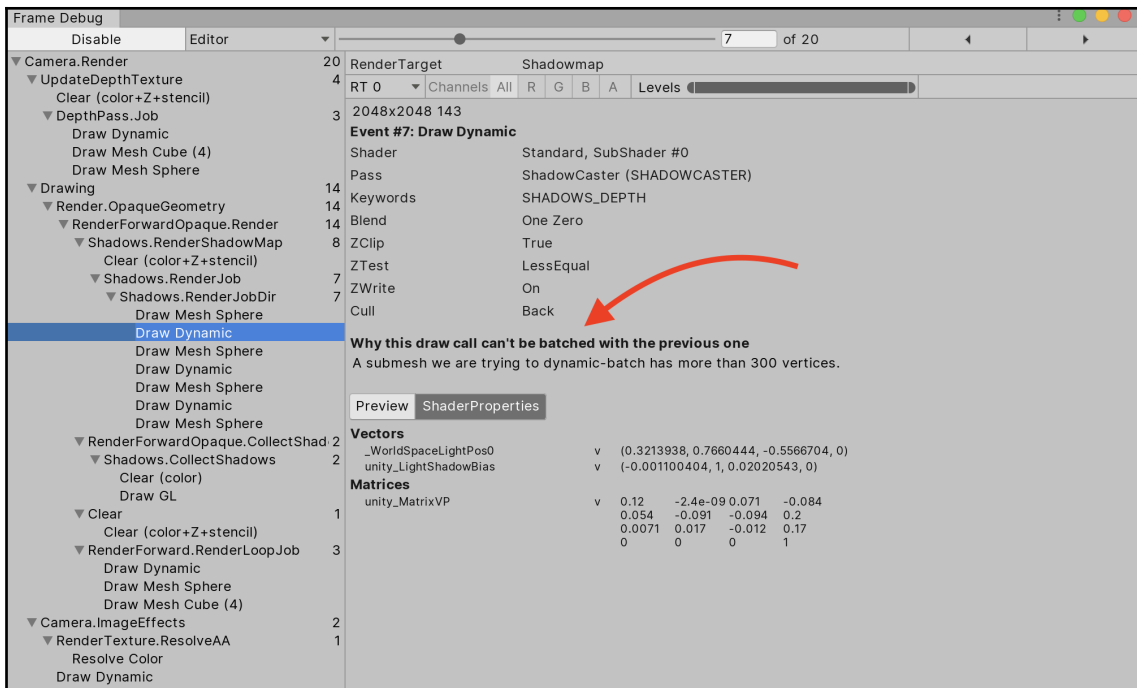 Frame Debug
Disable Editor 7 of 20
Camera.Render 20
UpdateDepthTexture 4
Clear (color+Z+stencil)
DepthPass.Job 3
Draw Dynamic
Draw Mesh Cube (4)
Draw Mesh Sphere
Drawing 14
Render.OpaqueGeometry 14
RenderForwardOpaque.Render 14
Shadows.RenderShadowMap 8
Clear (color+Z+stencil)
Shadows.RenderJob 7
Shadows.RenderJobDir 7
Draw Mesh Sphere
Draw Dynamic
Draw Mesh Sphere
Draw Dynamic
Draw Mesh Sphere
Draw Dynamic
Draw Mesh Sphere
RenderForwardOpaque.CollectShad 2
Shadows.CollectShadows 2
Clear (color)
Draw GL
Clear 1
Clear (color+Z+stencil)
RenderForward.RenderLoopJob 3
Draw Dynamic
Draw Mesh Sphere
Draw Mesh Cube (4)
Camera.ImageEffects 2
RenderTexture.ResolveAA 1
Resolve Color
Draw Dynamic
RenderTarget Shadowmap
RT 0 Channels All R G B A Levels
2048x2048 143
Event #7: Draw Dynamic
Shader Standard, SubShader #0
Pass ShadowCaster (SHADOWCASTER)
Keywords SHADOWS_DEPTH
Blend One Zero
ZClip True
ZTest LessEqual
ZWrite On
Cull Back
Why this draw call can't be batched with the previous one
A submesh we are trying to dynamic-batch has more than 300 vertices.
Preview ShaderProperties
Vectors
_WorldSpaceLightPos0 v (0.3213938, 0.7660444, -0.5566704, 0)
unity_LightShadowBias v (-0.001100404, 1, 0.02020543, 0)
Matrices
unity_MatrixVP v 0.12 -2.4e-09 0.071 -0.084
0.054 -0.091 -0.094 0.2
0.0071 0.017 -0.012 0.17
0 0 0 1